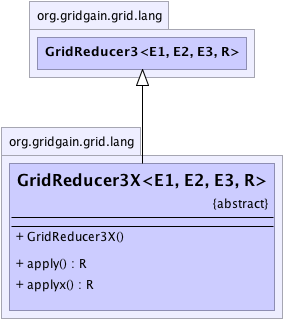 org.gridgain.grid.lang
GridReducer3<E1, E2, E3, R>
org.gridgain.grid.lang
GridReducer3X<E1, E2, E3, R>
{abstract}
+ GridReducer3X()
+ apply() : R
+ applyx() : R